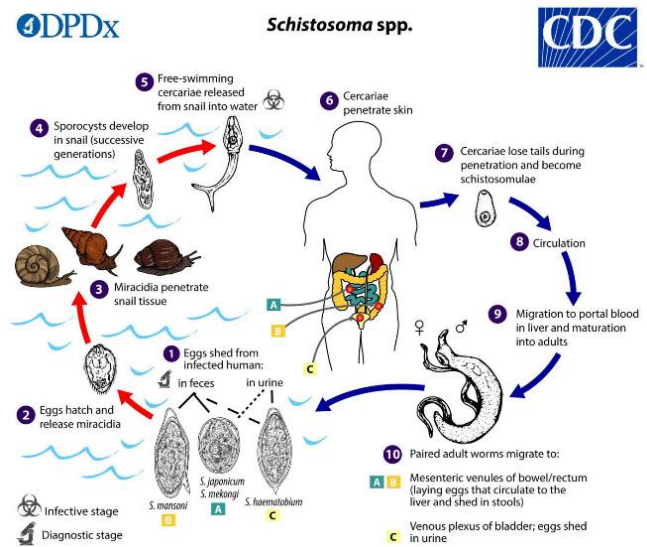 DPDx
Schistosoma spp.
CDC
5 Free-swimming
cercariae released
from snail into water
6 Cercariae
penetrate skin
4 Sporocysts develop
in snail (successive
generations)
7 Cercariae lose tails during
penetration and become
schistosomulae
8 Circulation
3 Miracidia penetrate
snail tissue
A
B
C
9 Migration to portal blood
in liver and maturation
into adults
♀ ♂
1 Eggs shed from
infected human:
in feces
in urine
2 Eggs hatch and
release miracidia
S. mansoni
B
S. japonicum
S. mekongi
A
S. haematobium
C
10 Paired adult worms migrate to:
A B Mesenteric venules of bowel/rectum
(laying eggs that circulate to the
liver and shed in stools)
C Venous plexus of bladder; eggs shed
in urine
Infective stage
Diagnostic stage